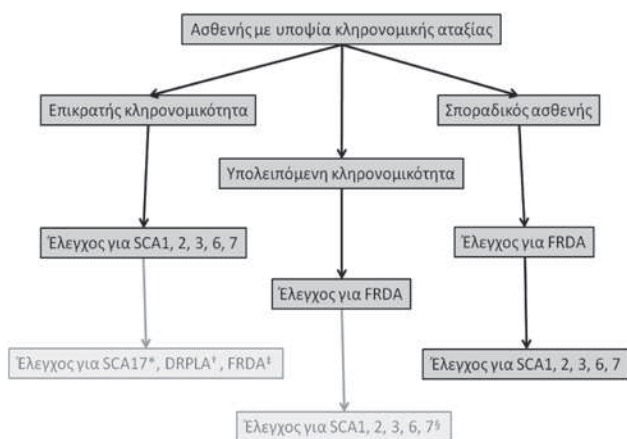 Ασθενής με υποψία κληρονομικής αταξίας
Επικρατής κληρονομικότητα
Σποραδικός ασθενής
Υπολειπόμενη κληρονομικότητα
Έλεγχος για SCA1, 2, 3, 6, 7
Έλεγχος για FRDA
Έλεγχος για FRDA
Έλεγχος για SCA17*, DRPLA†, FRDA‡
Έλεγχος για SCA1, 2, 3, 6, 7
Έλεγχος για SCA1, 2, 3, 6, 7§